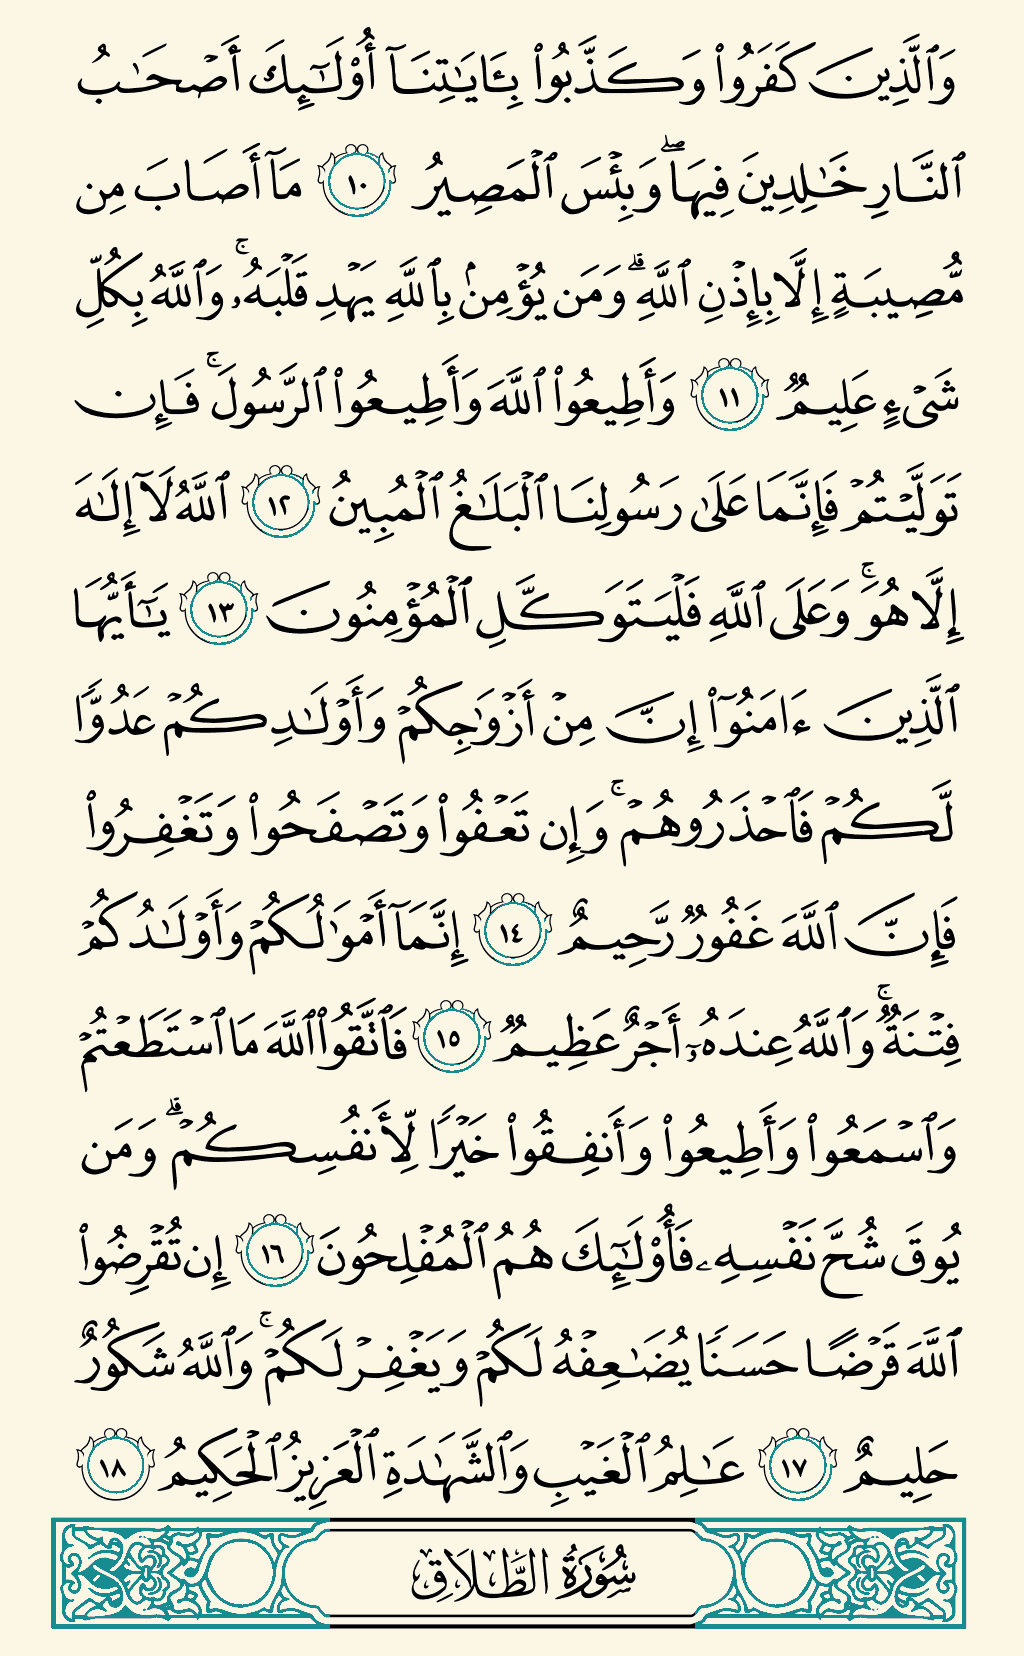 وَٱلَّذِينَ كَفَرُوا۟ وَكَذَّبُوا۟ بِـَٔايَٰتِنَآ أُو۟لَٰٓئِكَ أَصْحَٰبُ
ٱلنَّارِ خَٰلِدِينَ فِيهَا ۖ وَبِئْسَ ٱلْمَصِيرُ ١٠ مَآ أَصَابَ مِن
مُّصِيبَةٍ إِلَّا بِإِذْنِ ٱللَّهِ ۗ وَمَن يُؤْمِنۢ بِٱللَّهِ يَهْدِ قَلْبَهُۥ ۚ وَٱللَّهُ بِكُلِّ
شَىْءٍ عَلِيمٌ ١١ وَأَطِيعُوا۟ ٱللَّهَ وَأَطِيعُوا۟ ٱلرَّسُولَ ۚ فَإِن
تَوَلَّيْتُمْ فَإِنَّمَا عَلَىٰ رَسُولِنَا ٱلْبَلَٰغُ ٱلْمُبِينُ ١٢ ٱللَّهُ لَآ إِلَٰهَ
إِلَّا هُوَ ۚ وَعَلَى ٱللَّهِ فَلْيَتَوَكَّلِ ٱلْمُؤْمِنُونَ ١٣ يَٰٓأَيُّهَا
ٱلَّذِينَ ءَامَنُوٓا۟ إِنَّ مِنْ أَزْوَٰجِكُمْ وَأَوْلَٰدِكُمْ عَدُوًّا
لَّكُمْ فَٱحْذَرُوهُمْ ۚ وَإِن تَعْفُوا۟ وَتَصْفَحُوا۟ وَتَغْفِرُوا۟
فَإِنَّ ٱللَّهَ غَفُورٌ رَّحِيمٌ ١٤ إِنَّمَآ أَمْوَٰلُكُمْ وَأَوْلَٰدُكُمْ
فِتْنَةٌ ۚ وَٱللَّهُ عِندَهُۥٓ أَجْرٌ عَظِيمٌ ١٥ فَٱتَّقُوا۟ ٱللَّهَ مَا ٱسْتَطَعْتُمْ
وَٱسْمَعُوا۟ وَأَطِيعُوا۟ وَأَنفِقُوا۟ خَيْرًا لِّأَنفُسِكُمْ ۗ وَمَن
يُوقَ شُحَّ نَفْسِهِۦ فَأُو۟لَٰٓئِكَ هُمُ ٱلْمُفْلِحُونَ ١٦ إِن تُقْرِضُوا۟
ٱللَّهَ قَرْضًا حَسَنًا يُضَٰعِفْهُ لَكُمْ وَيَغْفِرْ لَكُمْ ۚ وَٱللَّهُ شَكُورٌ
حَلِيمٌ ١٧ عَٰلِمُ ٱلْغَيْبِ وَٱلشَّهَٰدَةِ ٱلْعَزِيزُ ٱلْحَكِيمُ ١٨
سُورَةُ الطَّلَاقِ